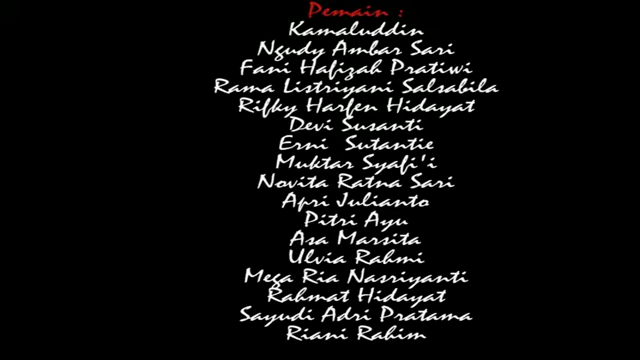 Pemain :
Kamaluddin
Ngudy Ambar Sari
Fani Hafizah Pratiwi
Rama Listriyani Salsabila
Rifky Harfen Hidayat
Devi Susanti
Erni Sutantie
Muktar Syafi'i
Novita Ratna Sari
Apri Julianto
Pitri Ayu
Asa Marsita
Ulvia Rahmi
Mega Ria Nasriyanti
Rahmat Hidayat
Sayudi Adri Pratama
Riani Rahim